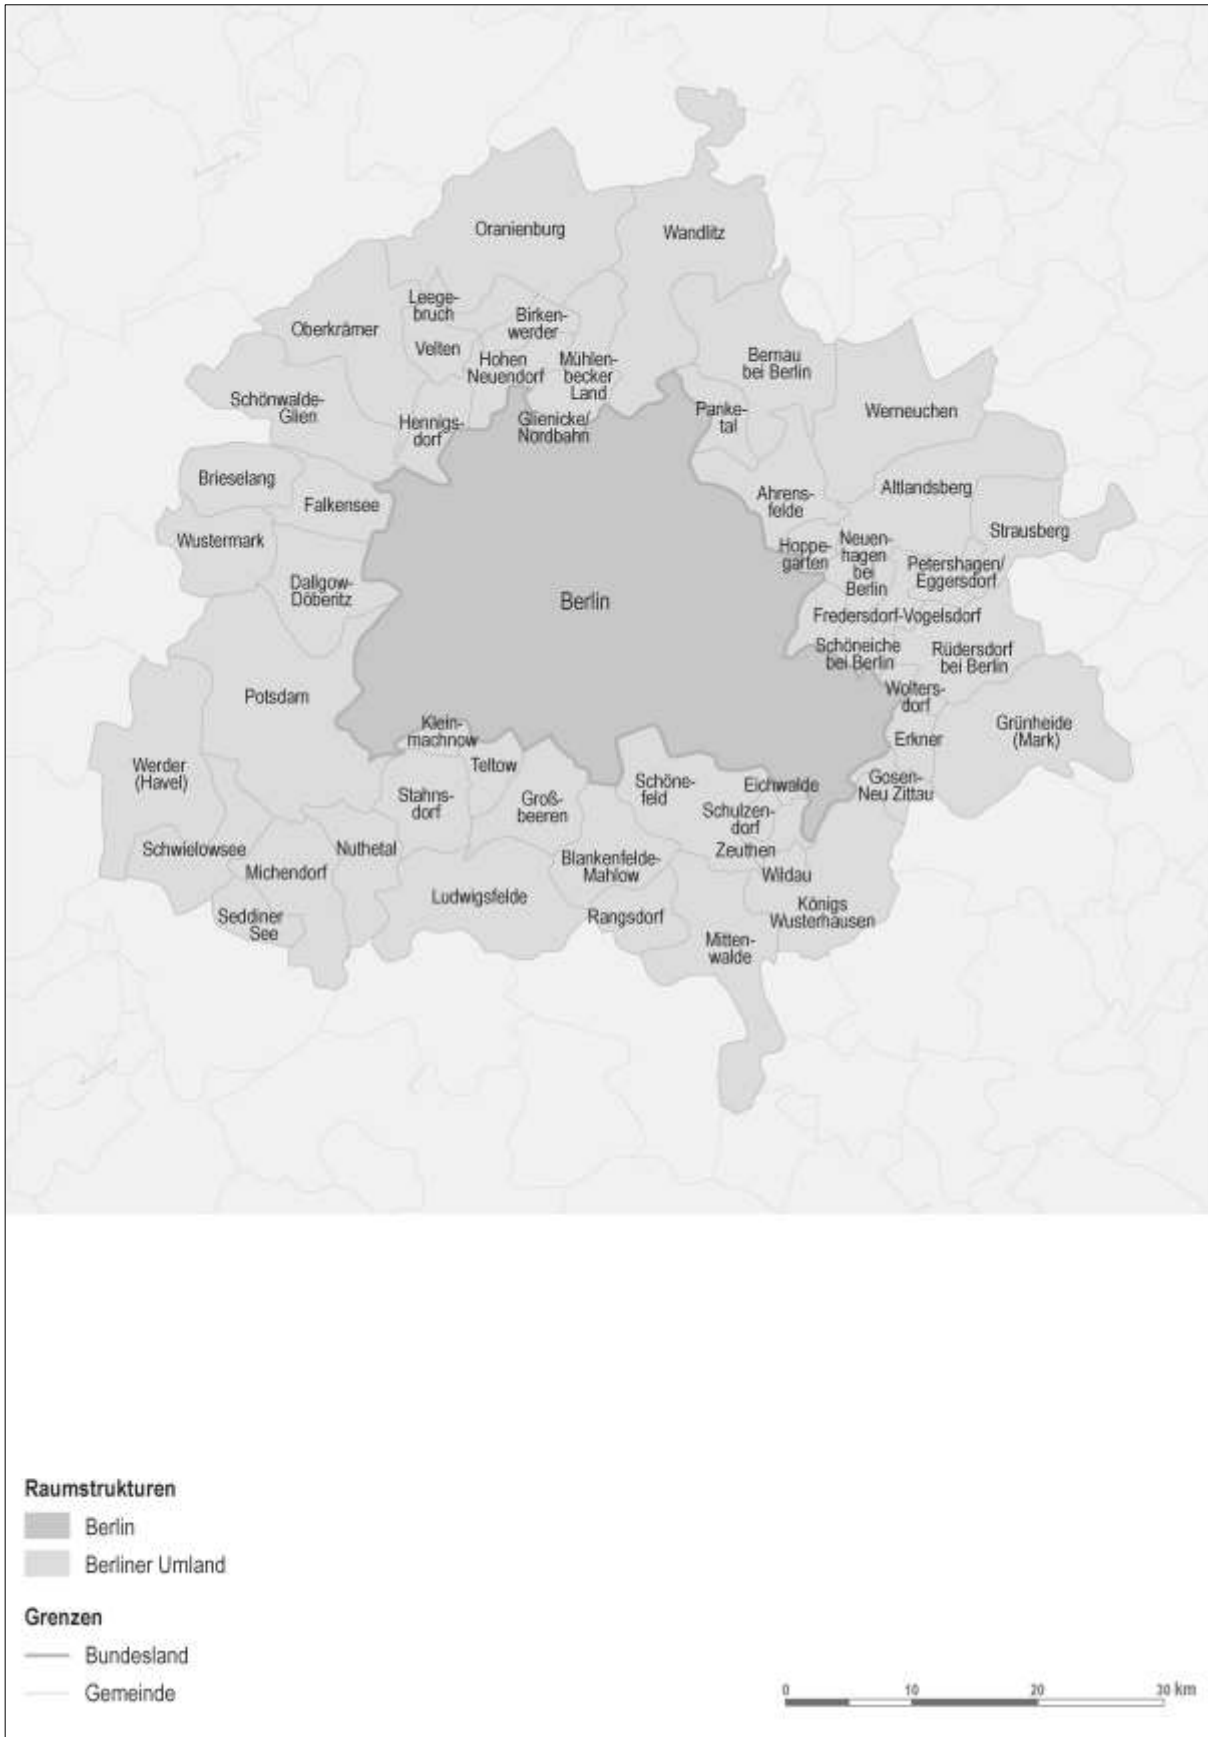 Oranienburg
Wandlitz
Leege-
bruch
Birken-
werder
Oberkrämer
Velten
Hohen
Neuendorf
Mühlen-
becker
Land
Bernau
bei Berlin
Schönwalde-
Glien
Hennigs-
dorf
Glienicke/
Nordbahn
Panke-
tal
Werneuchen
Brieselang
Falkensee
Ahrens-
felde
Altlandsberg
Wustermark
Hoppe-
garten
Neuen-
hagen
bei
Berlin
Strausberg
Petershagen/
Eggersdorf
Dallgow-
Döberitz
Berlin
Fredersdorf-Vogelsdorf
Schöneiche
bei Berlin
Rüdersdorf
bei Berlin
Potsdam
Woltersdorf
Grünheide
(Mark)
Klein-
machnow
Erkner
Werder
(Havel)
Teltow
Stahns-
dorf
Groß-
beeren
Schöne-
feld
Eichwalde
Gosen-
Neu Zittau
Schulzen-
dorf
Schwielowsee
Nuthetal
Michendorf
Blankenfelde-
Mahlow
Zeuthen
Wildau
Ludwigsfelde
Seddiner
See
Rangsdorf
Königs
Wusterhausen
Mitten-
walde
Raumstrukturen
Berlin
Berliner Umland
Grenzen
Bundesland
Gemeinde
0 10 20 30 km